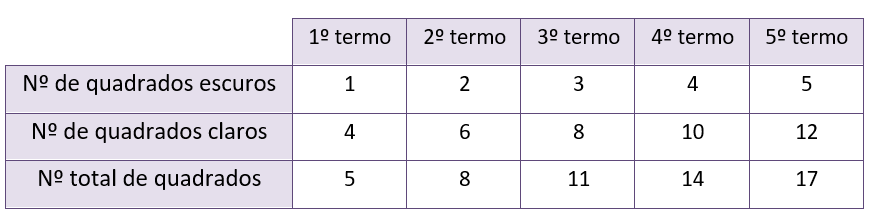 1º termo 2º termo 3º termo 4º termo 5º termo
Nº de quadrados escuros 1 2 3 4 5
Nº de quadrados claros 4 6 8 10 12
Nº total de quadrados 5 8 11 14 17